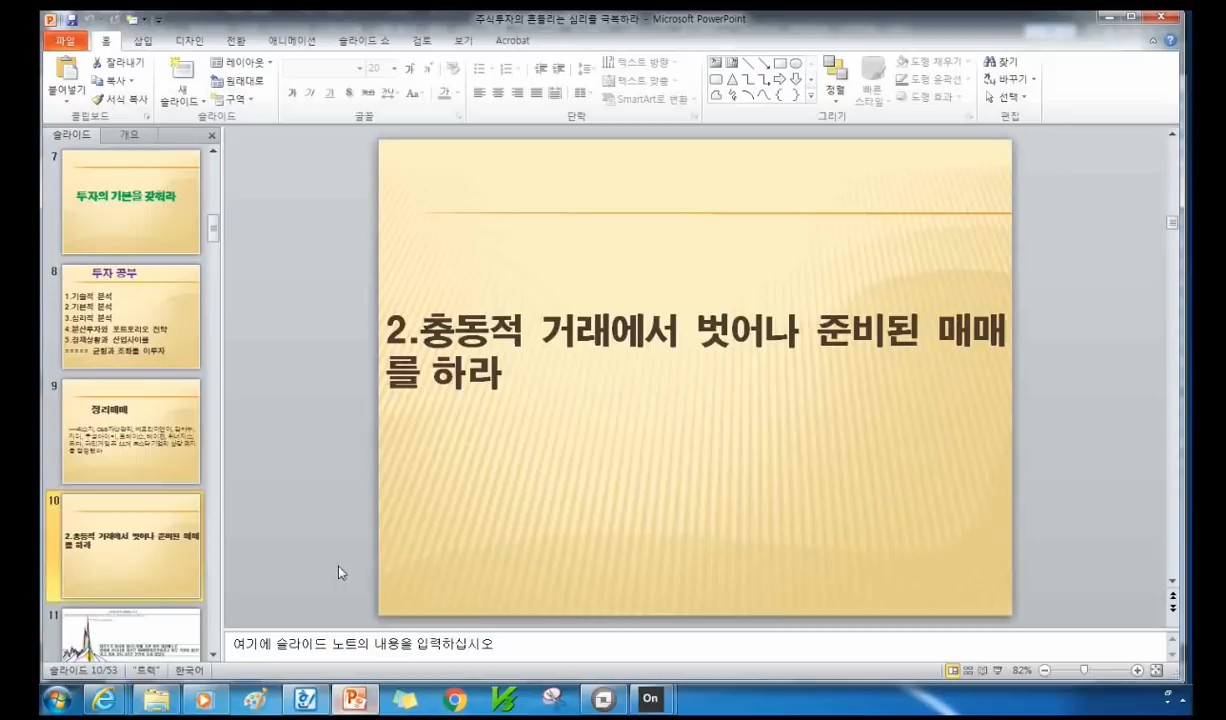 주식투자의 흔들리는 심리를 극복하라 - Microsoft PowerPoint
파일 홈 삽입 디자인 전환 애니메이션 슬라이드 쇼 검토 보기 Acrobat
붙여넣기 잘라내기 복사 서식 복사 클립보드
새 슬라이드 레이아웃 원래대로 구역 슬라이드
20 가 가 가 가 가 S abc 가 Aa 가 글꼴
텍스트 방향 텍스트 맞춤 SmartArt로 변환 단락
정렬 빠른 스타일 도형 채우기 도형 윤곽선 도형 효과 그리기
찾기 바꾸기 선택 편집
슬라이드 개요
7
투자의 기본을 갖춰라
8
투자 공부
1.기술적 분석
2.기본적 분석
3.심리적 분석
4.분산투자와 포트폴리오 전략
5.경제상황과 산업사이클
===== 균형과 조화를 이루자
9
정리매매
10
2.충동적 거래에서 벗어나 준비된 매매
를 하라
11
2.충동적 거래에서 벗어나 준비된 매매
를 하라
여기에 슬라이드 노트의 내용을 입력하십시오
슬라이드 10/53 "트랙" 한국어 82%
On